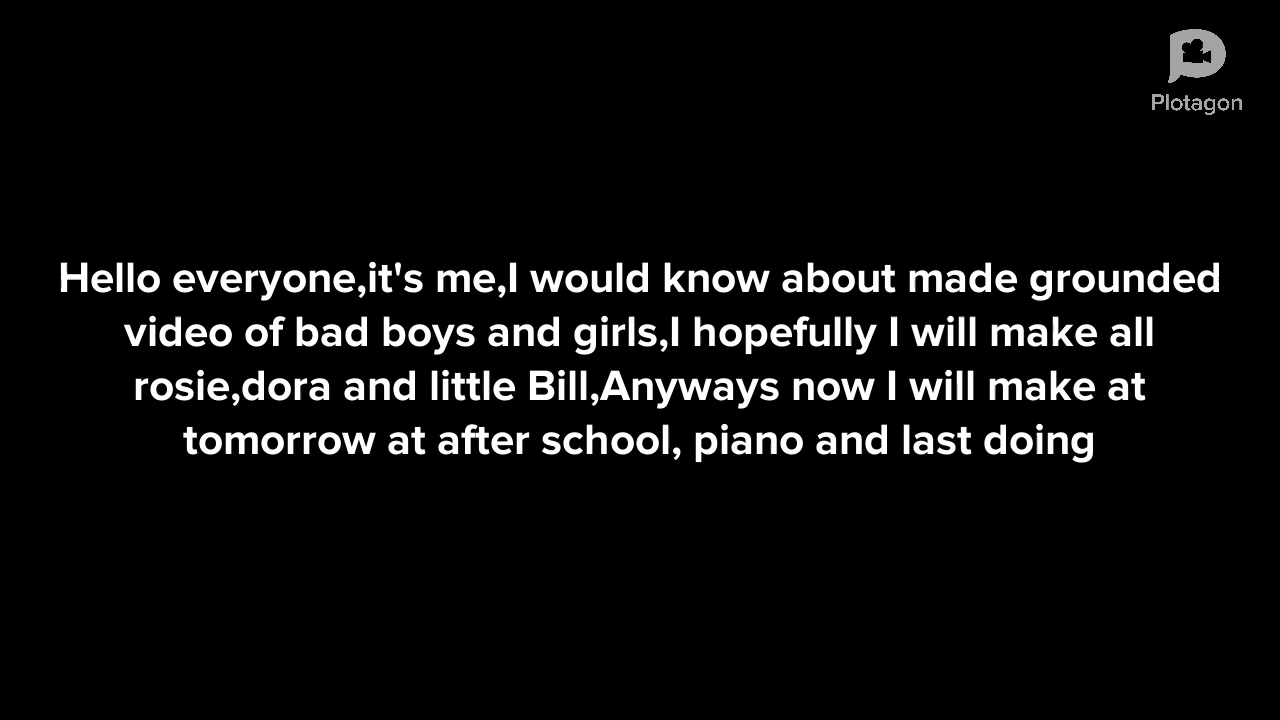 Plotagon
Hello everyone,it's me,I would know about made grounded
video of bad boys and girls,I hopefully I will make all
rosie,dora and little Bill,Anyways now I will make at
tomorrow at after school, piano and last doing